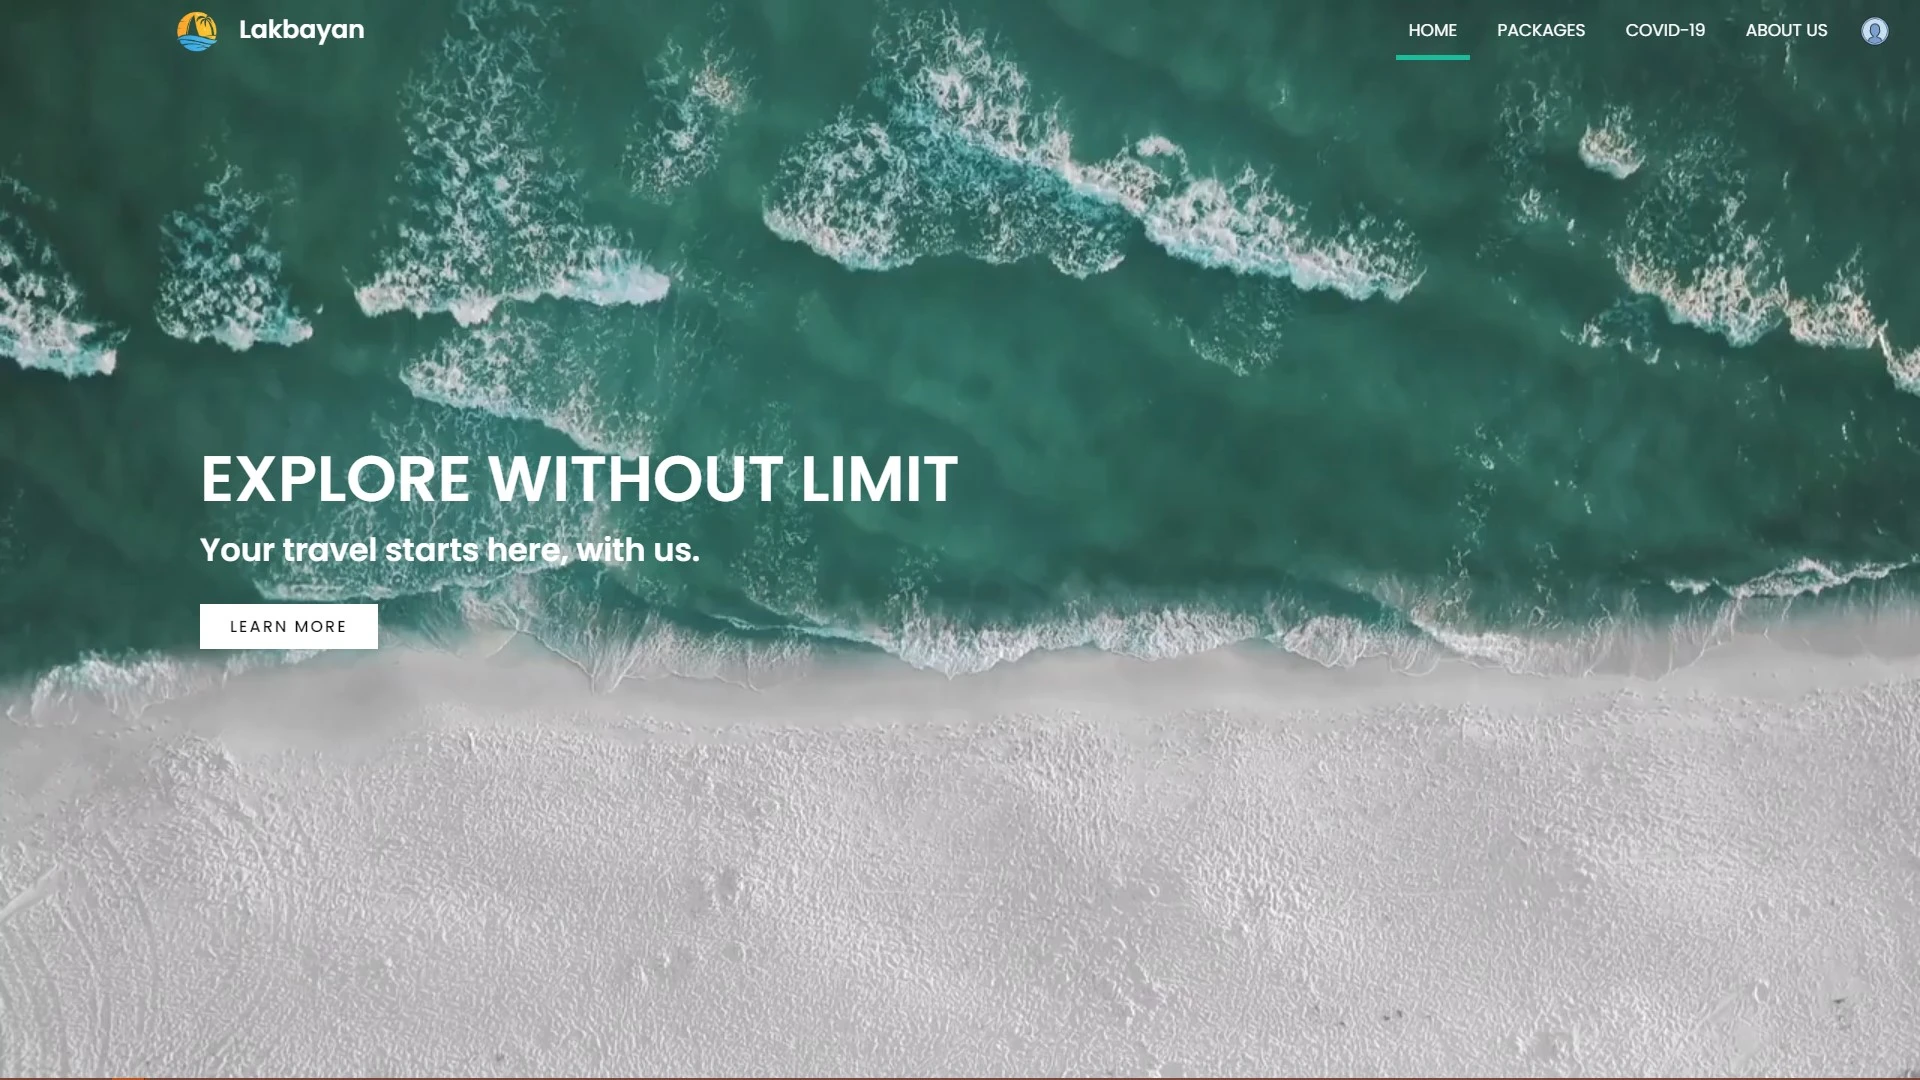 Lakbayan
HOME PACKAGES COVID-19 ABOUT US
EXPLORE WITHOUT LIMIT
Your travel starts here, with us.
LEARN MORE